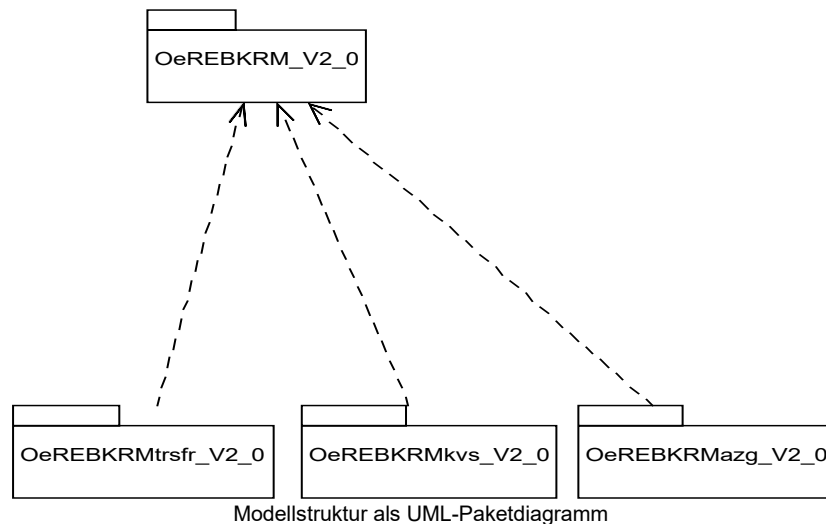 OeREBKRM_V2_0
OeREBKRMtrsfr_V2_0
OeREBKRMkvs_V2_0
OeREBKRMazg_V2_0
Modellstruktur als UML-Paketdiagramm